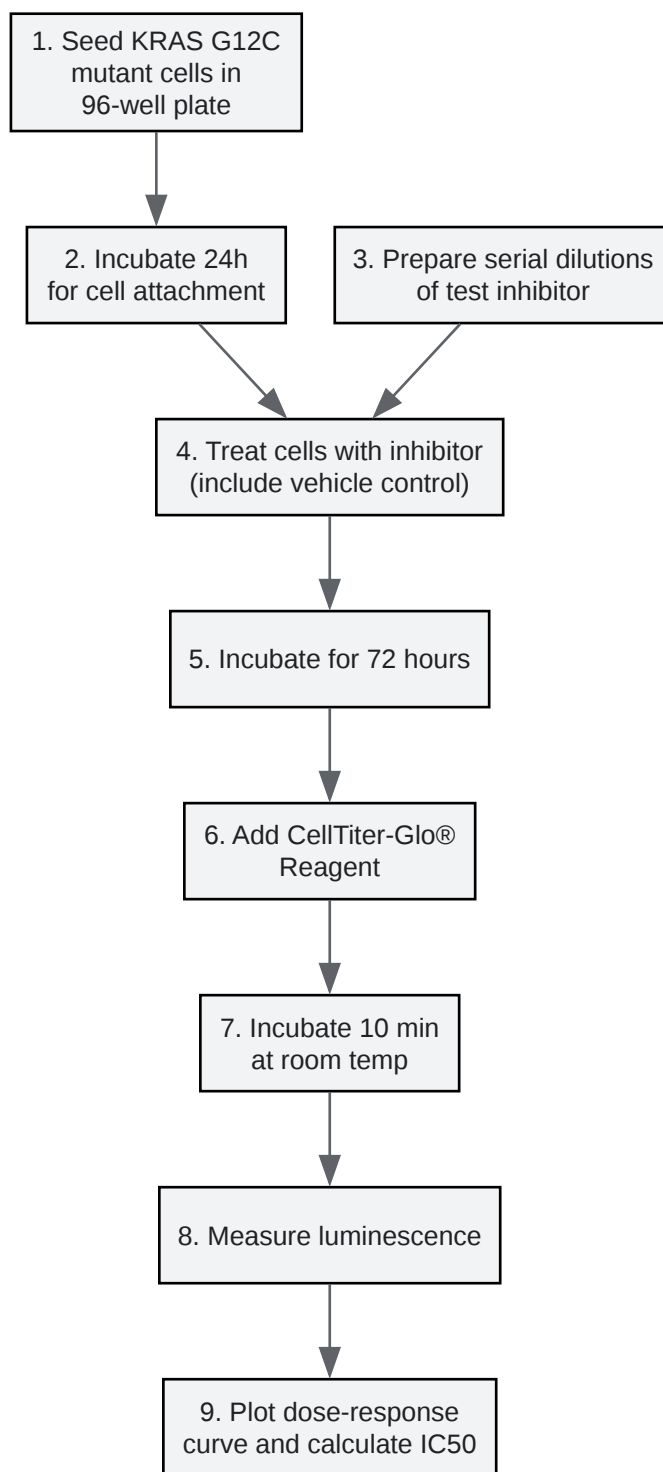 1. Seed KRAS G12C
mutant cells in
96-well plate
2. Incubate 24h
for cell attachment
3. Prepare serial dilutions
of test inhibitor
4. Treat cells with inhibitor
(include vehicle control)
5. Incubate for 72 hours
6. Add CellTiter-Glo®
Reagent
7. Incubate 10 min
at room temp
8. Measure luminescence
9. Plot dose-response
curve and calculate IC50